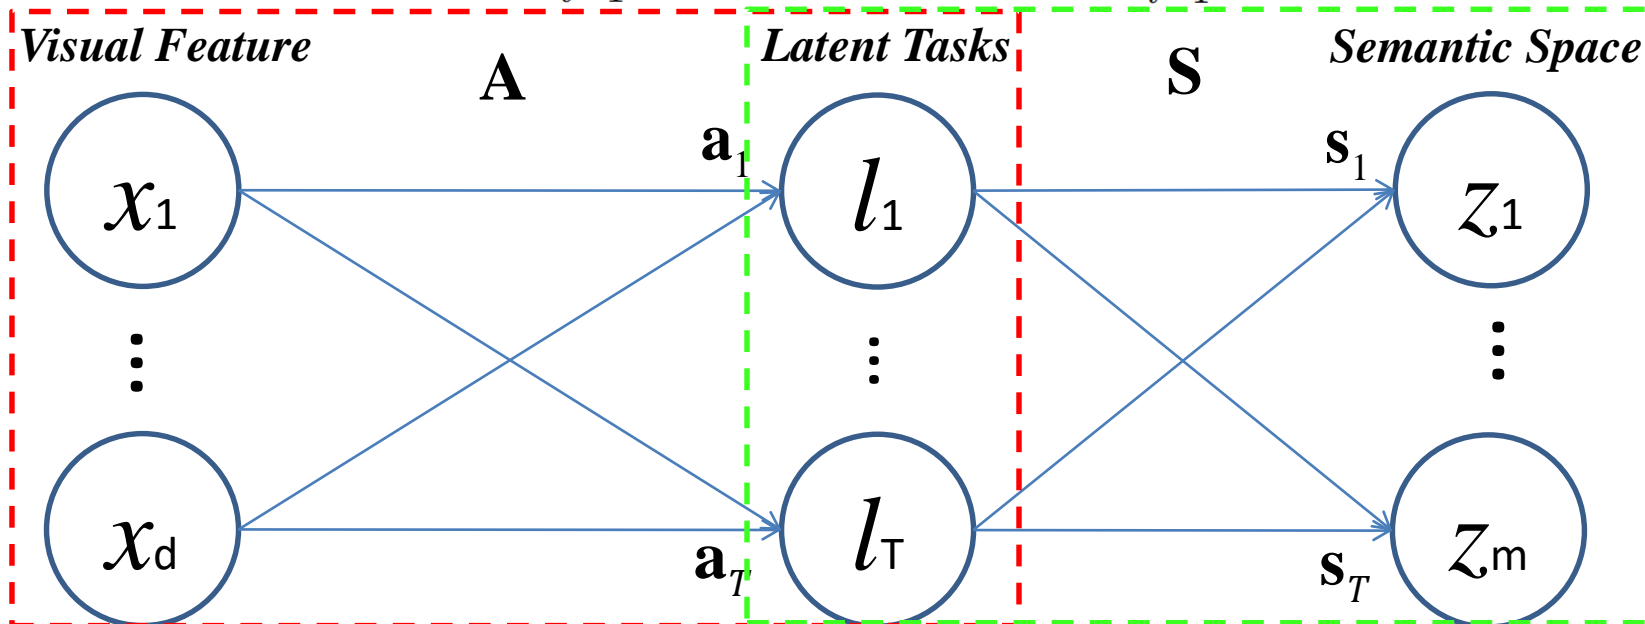 Visual Feature
A
Latent Tasks
S
Semantic Space
a1
s1
x1
l1
z1
xd
lT
zm
aT
sT